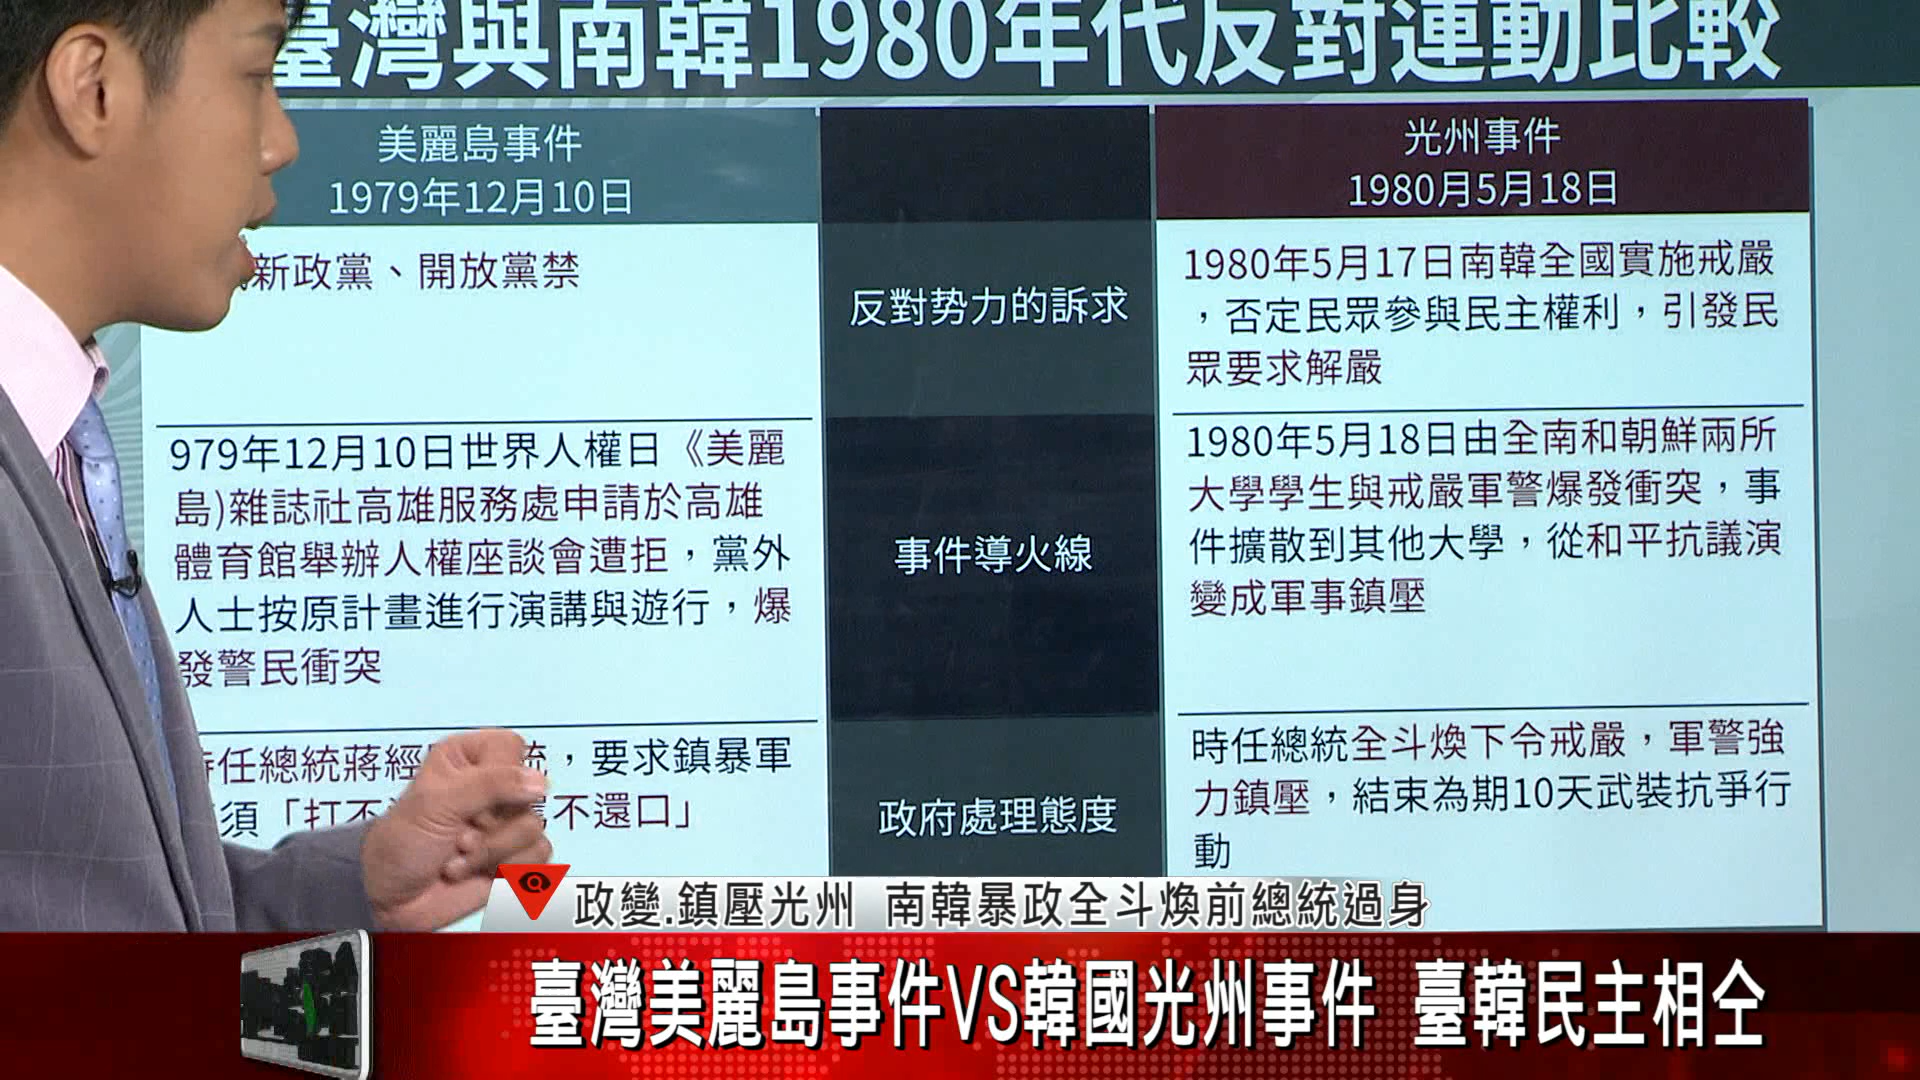 臺灣與南韓1980年代反對運動比較
美麗島事件
1979年12月10日
光州事件
1980月5月18日
新政黨、開放黨禁
反對势力的訴求
1980年5月17日南韓全國實施戒嚴
，否定民眾參與民主權利，引發民
眾要求解嚴
979年12月10日世界人權日《美麗
島)雜誌社高雄服務處申請於高雄
體育館舉辦人權座談會遭拒，黨外
人士按原計畫進行演講與遊行，爆
發警民衝突
事件導火線
1980年5月18日由全南和朝鮮兩所
大學學生與戒嚴軍警爆發衝突，事
件擴散到其他大學，從和平抗議演
變成軍事鎮壓
任總統蔣經 統，要求鎮暴軍
須「打不 不還口」
政府處理態度
時任總統全斗煥下令戒嚴，軍警強
力鎮壓，結束為期10天武裝抗爭行
動
政變.鎮壓光州 南韓暴政全斗煥前總統過身
臺灣美麗島事件VS韓國光州事件 臺韓民主相仝